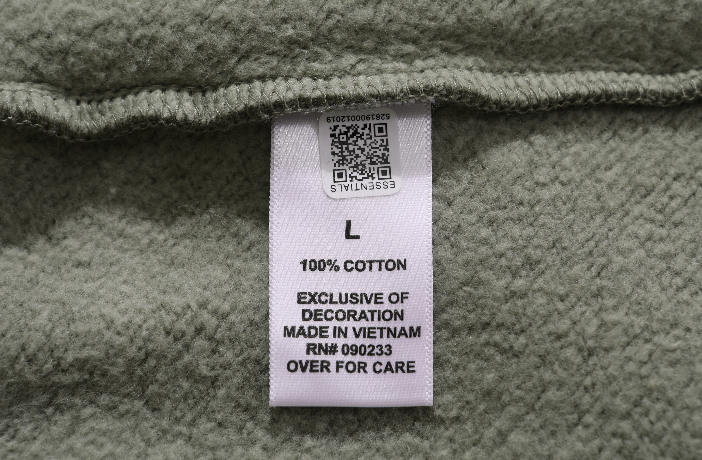 5281900012019
ESSENTIALS
L
100% COTTON
EXCLUSIVE OF
DECORATION
MADE IN VIETNAM
RN# 090233
OVER FOR CARE